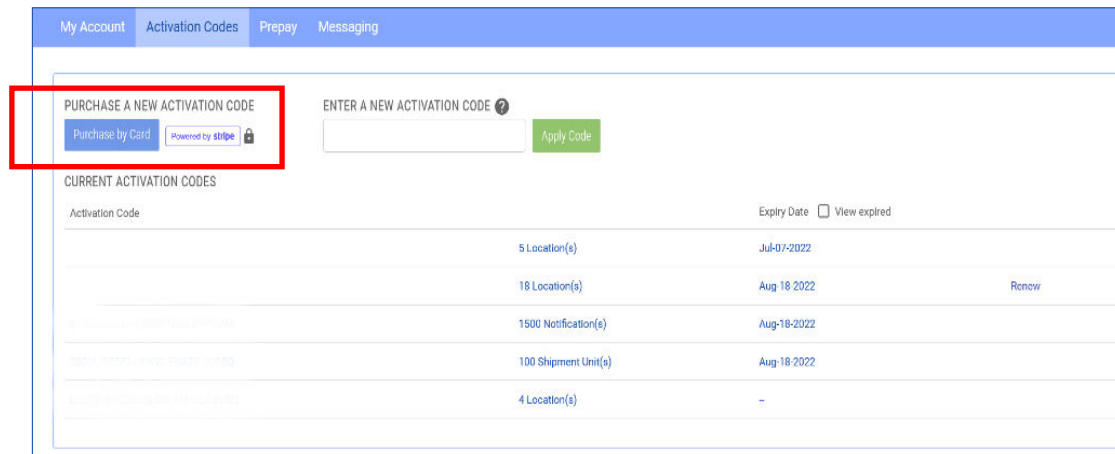 My Account Activation Codes Prepay Messaging
PURCHASE A NEW ACTIVATION CODE ENTER A NEW ACTIVATION CODE ?
Purchase by Card Powered by stripe Apply Code
CURRENT ACTIVATION CODES
Activation Code Expiry Date View expired
5 Location(s) Jul-07-2022
18 Location(s) Aug-18-2022 Renew
1500 Notification(s) Aug-18-2022
100 Shipment Unit(s) Aug-18-2022
4 Location(s) –